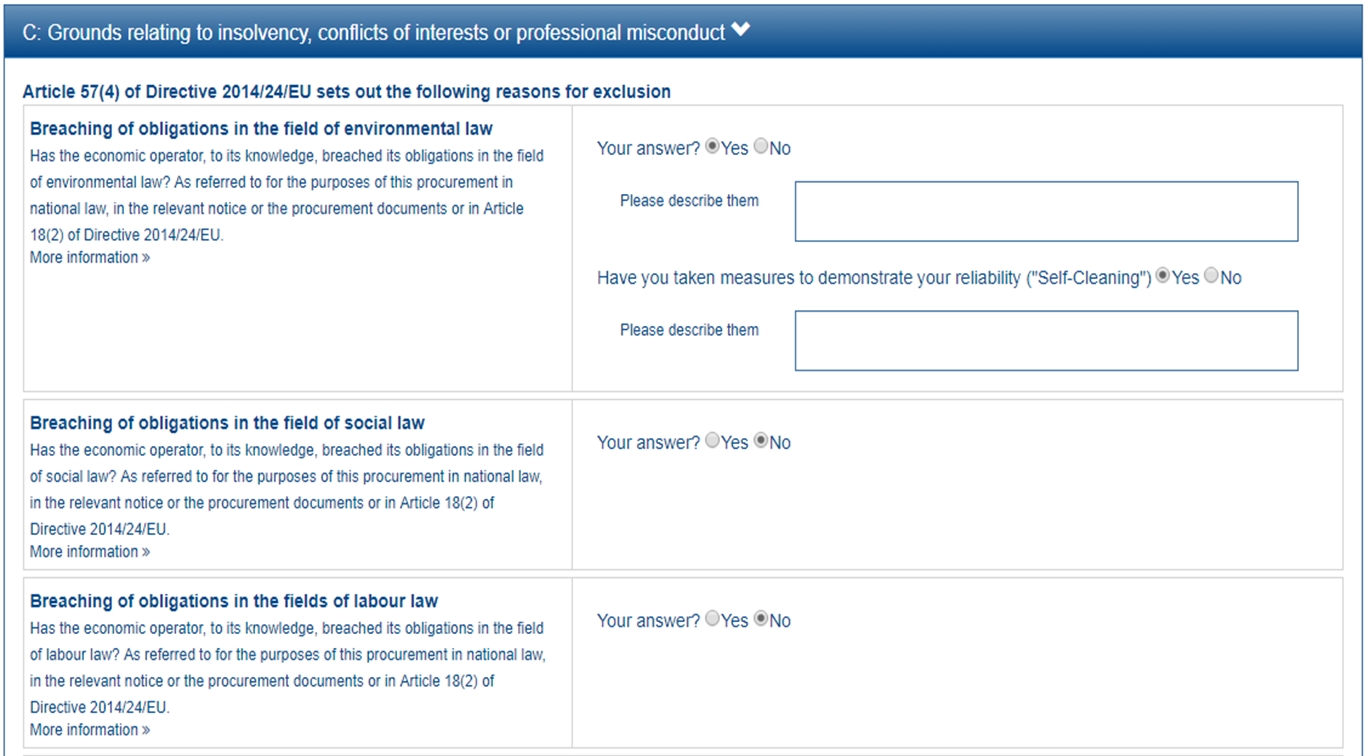 C: Grounds relating to insolvency, conflicts of interests or professional misconduct
Article 57(4) of Directive 2014/24/EU sets out the following reasons for exclusion
Breaching of obligations in the field of environmental law
Has the economic operator, to its knowledge, breached its obligations in the field
of environmental law? As referred to for the purposes of this procurement in
national law, in the relevant notice or the procurement documents or in Article
18(2) of Directive 2014/24/EU.
More information »
Your answer? Yes No
Please describe them
Have you taken measures to demonstrate your reliability ("Self-Cleaning") Yes No
Please describe them
Breaching of obligations in the field of social law
Has the economic operator, to its knowledge, breached its obligations in the field
of social law? As referred to for the purposes of this procurement in national law,
in the relevant notice or the procurement documents or in Article 18(2) of
Directive 2014/24/EU.
More information »
Your answer? Yes No
Breaching of obligations in the fields of labour law
Has the economic operator, to its knowledge, breached its obligations in the field
of labour law? As referred to for the purposes of this procurement in national law,
in the relevant notice or the procurement documents or in Article 18(2) of
Directive 2014/24/EU.
More information »
Your answer? Yes No